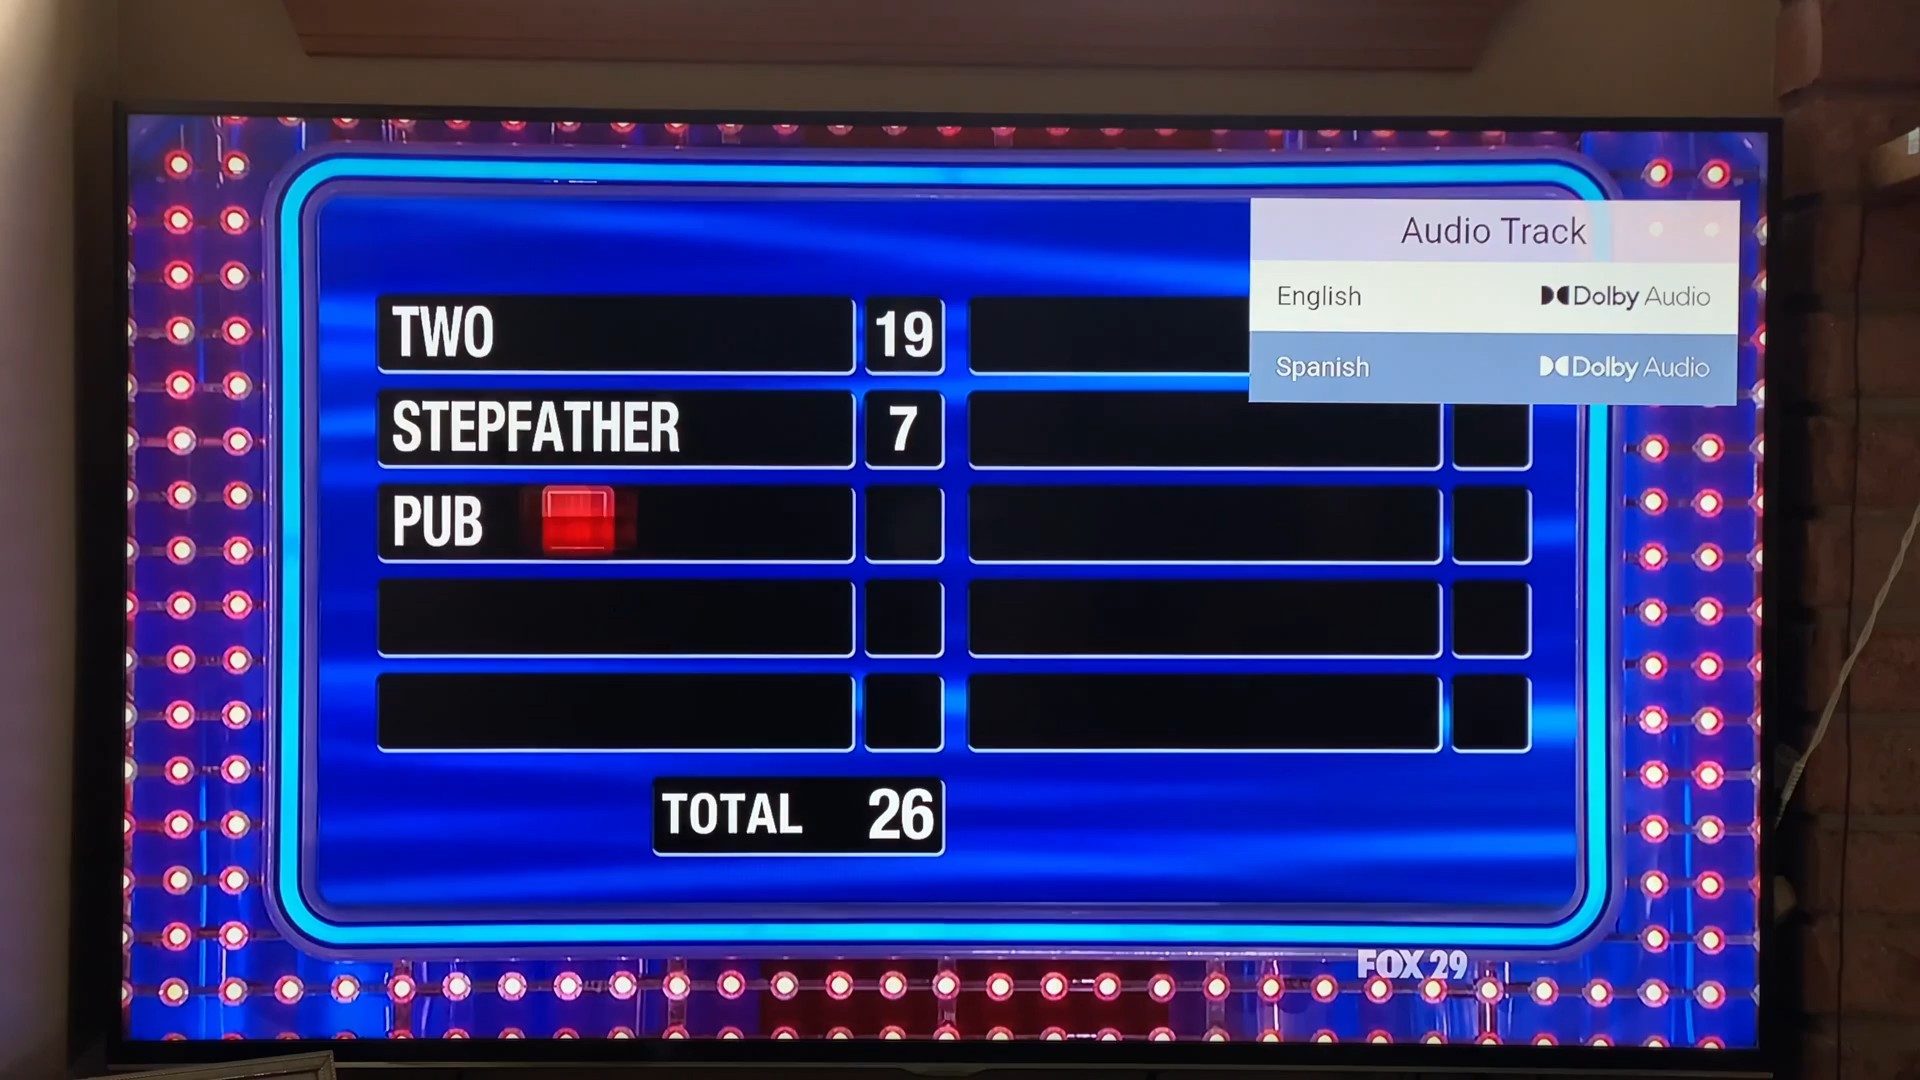 Audio Track
English Dolby Audio
Spanish Dolby Audio
TWO 19
STEPFATHER 7
PUB
TOTAL 26
FOX 29